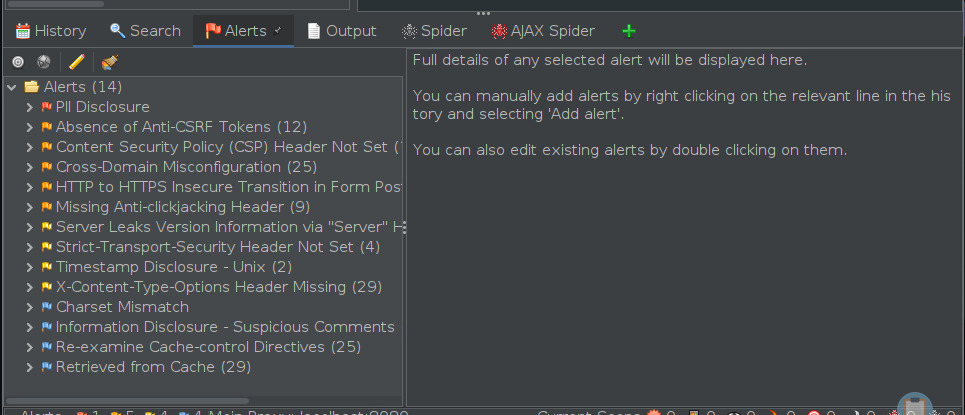 History Search Alerts Output Spider AJAX Spider
Alerts (14)
PII Disclosure
Absence of Anti-CSRF Tokens (12)
Content Security Policy (CSP) Header Not Set (
Cross-Domain Misconfiguration (25)
HTTP to HTTPS Insecure Transition in Form Pos
Missing Anti-clickjacking Header (9)
Server Leaks Version Information via "Server" H
Strict-Transport-Security Header Not Set (4)
Timestamp Disclosure - Unix (2)
X-Content-Type-Options Header Missing (29)
Charset Mismatch
Information Disclosure - Suspicious Comments
Re-examine Cache-control Directives (25)
Retrieved from Cache (29)
Full details of any selected alert will be displayed here.
You can manually add alerts by right clicking on the relevant line in the his
tory and selecting 'Add alert'.
You can also edit existing alerts by double clicking on them.
Alerts 1 5 4 4 Main Proxy: localhost:8080 Current Scans 0 0 0 0 0 0 0